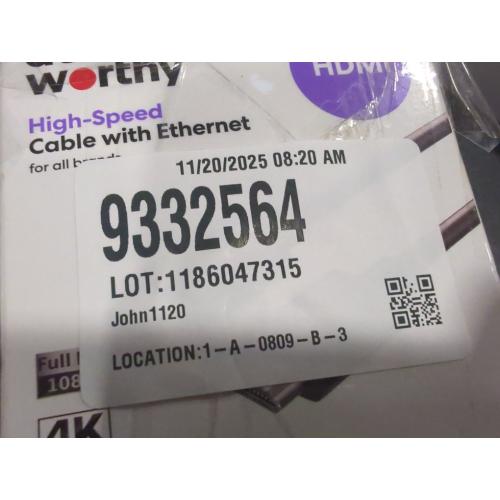 worthy
HDMI
High-Speed
Cable with Ethernet
for all brands
11/20/2025 08:20 AM
9332564
LOT:1186047315
John1120
LOCATION:1-A-0809-B-3
Full
108
4K